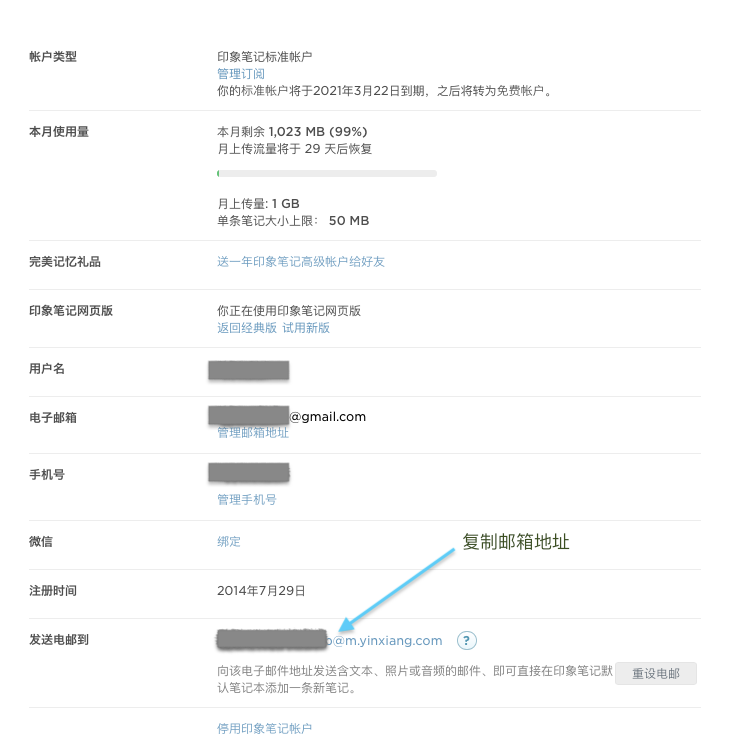 帐户类型
印象笔记标准帐户
管理订阅
你的标准帐户将于2021年3月22日到期，之后将转为免费帐户。
本月使用量
本月剩余 1,023 MB (99%)
月上传流量将于 29 天后恢复
月上传量: 1 GB
单条笔记大小上限： 50 MB
完美记忆礼品
送一年印象笔记高级帐户给好友
印象笔记网页版
你正在使用印象笔记网页版
返回经典版 试用新版
用户名
电子邮箱
@gmail.com
管理邮箱地址
手机号
管理手机号
微信
绑定
复制邮箱地址
注册时间
2014年7月29日
发送电邮到
@m.yinxiang.com ?
向该电子邮件地址发送含文本、照片或音频的邮件、即可直接在印象笔记默
认笔记本添加一条新笔记。
重设电邮
停用印象笔记帐户